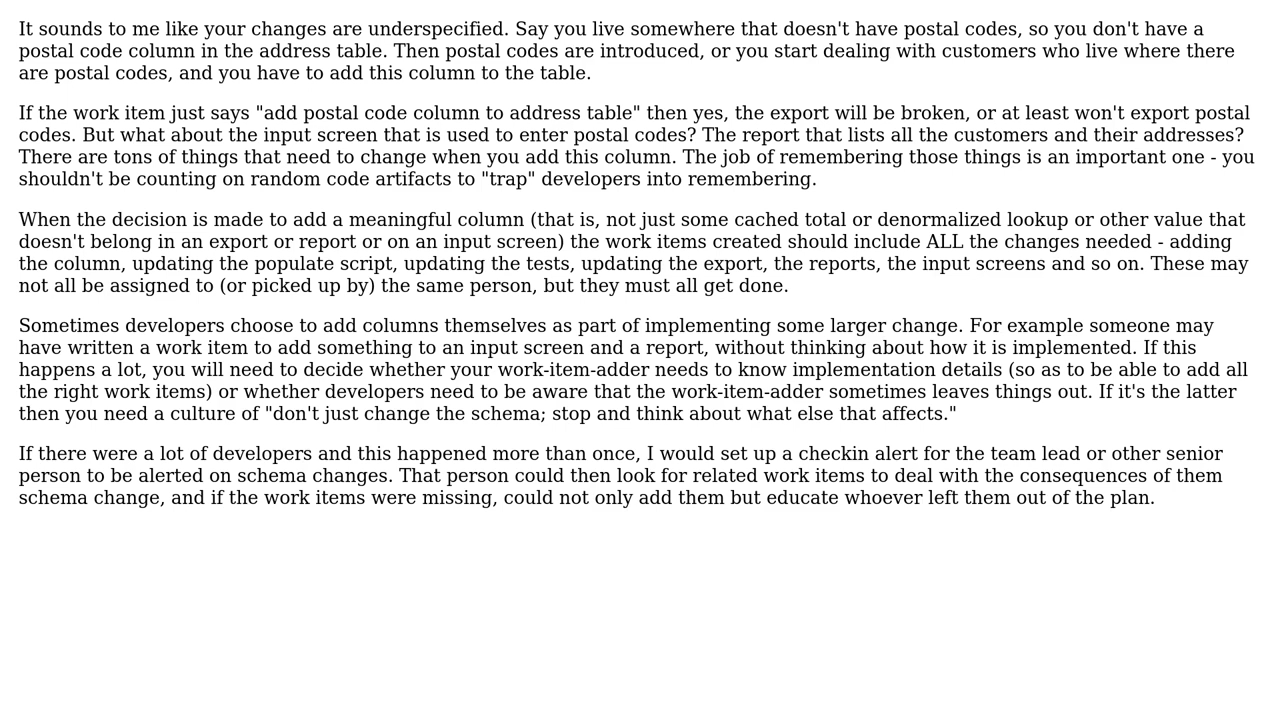 It sounds to me like your changes are underspecified. Say you live somewhere that doesn't have postal codes, so you don't have a
postal code column in the address table. Then postal codes are introduced, or you start dealing with customers who live where there
are postal codes, and you have to add this column to the table.
If the work item just says "add postal code column to address table" then yes, the export will be broken, or at least won't export postal
codes. But what about the input screen that is used to enter postal codes? The report that lists all the customers and their addresses?
There are tons of things that need to change when you add this column. The job of remembering those things is an important one - you
shouldn't be counting on random code artifacts to "trap" developers into remembering.
When the decision is made to add a meaningful column (that is, not just some cached total or denormalized lookup or other value that
doesn't belong in an export or report or on an input screen) the work items created should include ALL the changes needed - adding
the column, updating the populate script, updating the tests, updating the export, the reports, the input screens and so on. These may
not all be assigned to (or picked up by) the same person, but they must all get done.
Sometimes developers choose to add columns themselves as part of implementing some larger change. For example someone may
have written a work item to add something to an input screen and a report, without thinking about how it is implemented. If this
happens a lot, you will need to decide whether your work-item-adder needs to know implementation details (so as to be able to add all
the right work items) or whether developers need to be aware that the work-item-adder sometimes leaves things out. If it's the latter
then you need a culture of "don't just change the schema; stop and think about what else that affects."
If there were a lot of developers and this happened more than once, I would set up a checkin alert for the team lead or other senior
person to be alerted on schema changes. That person could then look for related work items to deal with the consequences of them
schema change, and if the work items were missing, could not only add them but educate whoever left them out of the plan.